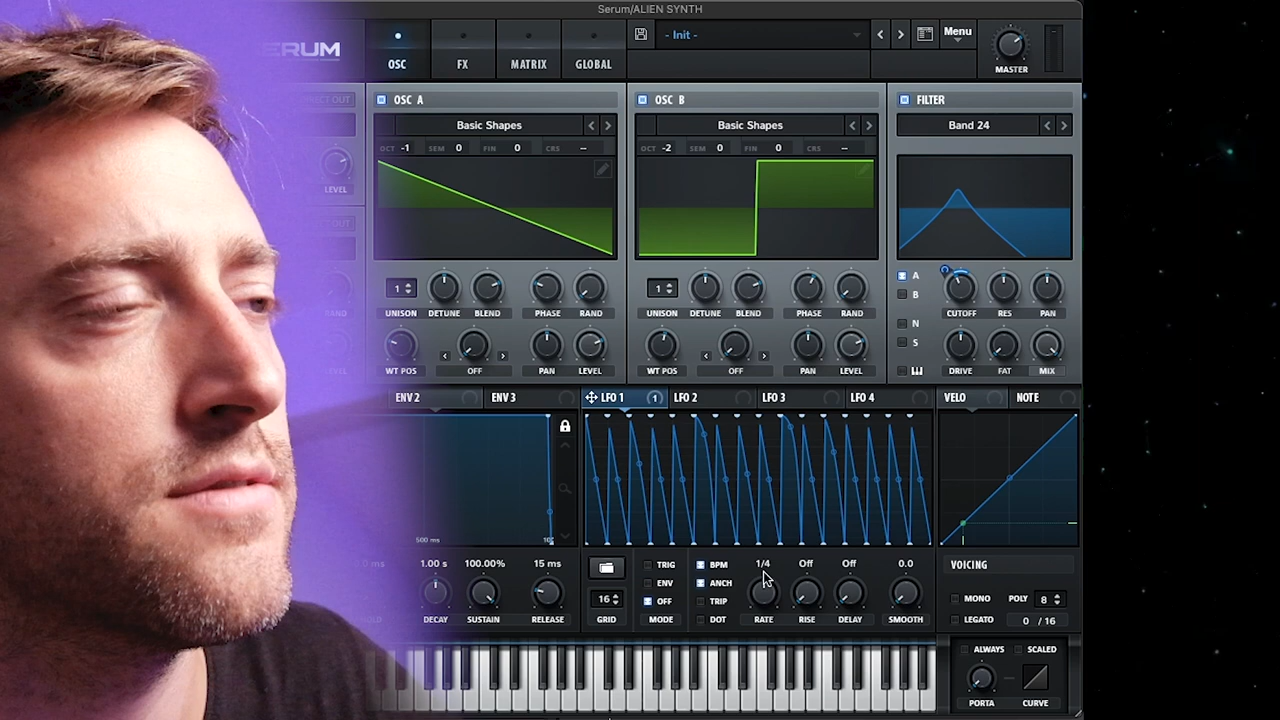 Serum/ALIEN SYNTH
ERUM
OSC
FX
MATRIX
GLOBAL
- Init -
Menu
MASTER
DIRECT OUT
OSC A
OSC B
FILTER
Basic Shapes
Basic Shapes
Band 24
OCT -1 SEM 0 FIN 0 CRS --
OCT -2 SEM 0 FIN 0 CRS --
LEVEL
OUT
A
B
N
S
1
UNISON DETUNE BLEND PHASE RAND
1
UNISON DETUNE BLEND PHASE RAND
CUTOFF RES PAN
RAND
WT POS OFF PAN LEVEL
WT POS OFF PAN LEVEL
DRIVE FAT MIX
LEVEL
ENV 2 ENV 3 LFO 1 1 LFO 2 LFO 3 LFO 4 VELO NOTE
500 ms
1.00 s 100.00% 15 ms
DECAY SUSTAIN RELEASE
16
GRID
TRIG
ENV
OFF
MODE
BPM
ANCH
TRIP
DOT
1/4 Off Off 0.0
RATE RISE DELAY SMOOTH
VOICING
MONO POLY 8
LEGATO 0 / 16
ALWAYS SCALED
PORTA CURVE